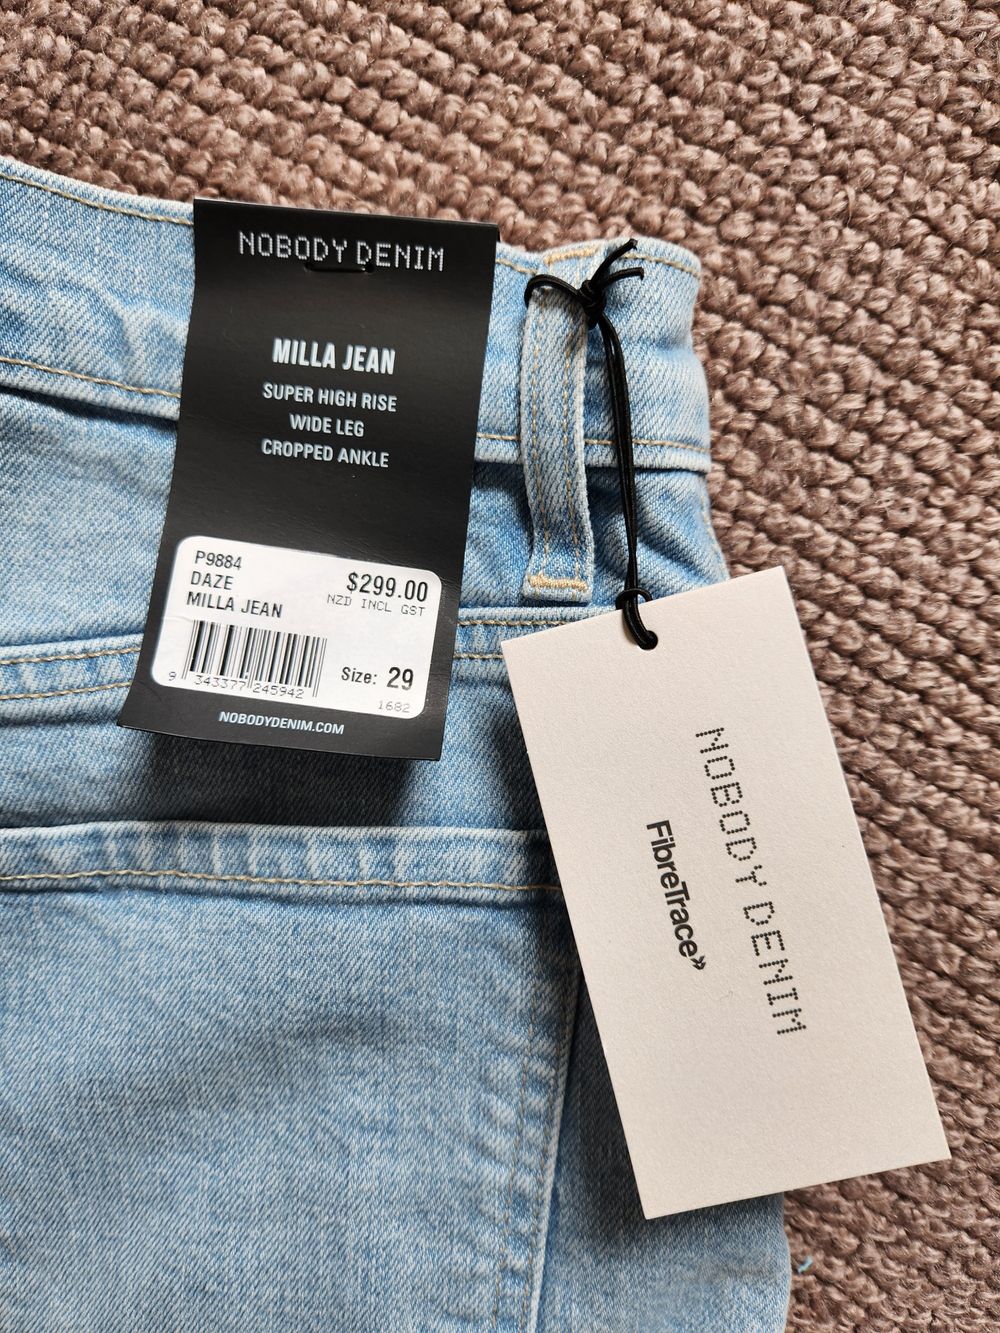 NOBODY DENIM
MILLA JEAN
SUPER HIGH RISE
WIDE LEG
CROPPED ANKLE
P9884
DAZE
MILLA JEAN
$299.00
NZD INCL GST
9 343377 245942
Size: 29
1682
NOBODYDENIM.COM
NOBODY DENIM
FibreTrace»